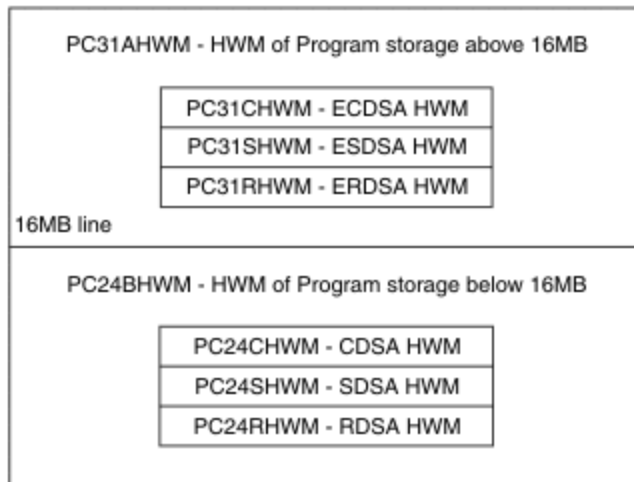 PC31AHWM - HWM of Program storage above 16MB
PC31CHWM - ECDSA HWM
PC31SHWM - ESDSA HWM
PC31RHWM - ERDSA HWM
16MB line
PC24BHWM - HWM of Program storage below 16MB
PC24CHWM - CDSA HWM
PC24SHWM - SDSA HWM
PC24RHWM - RDSA HWM